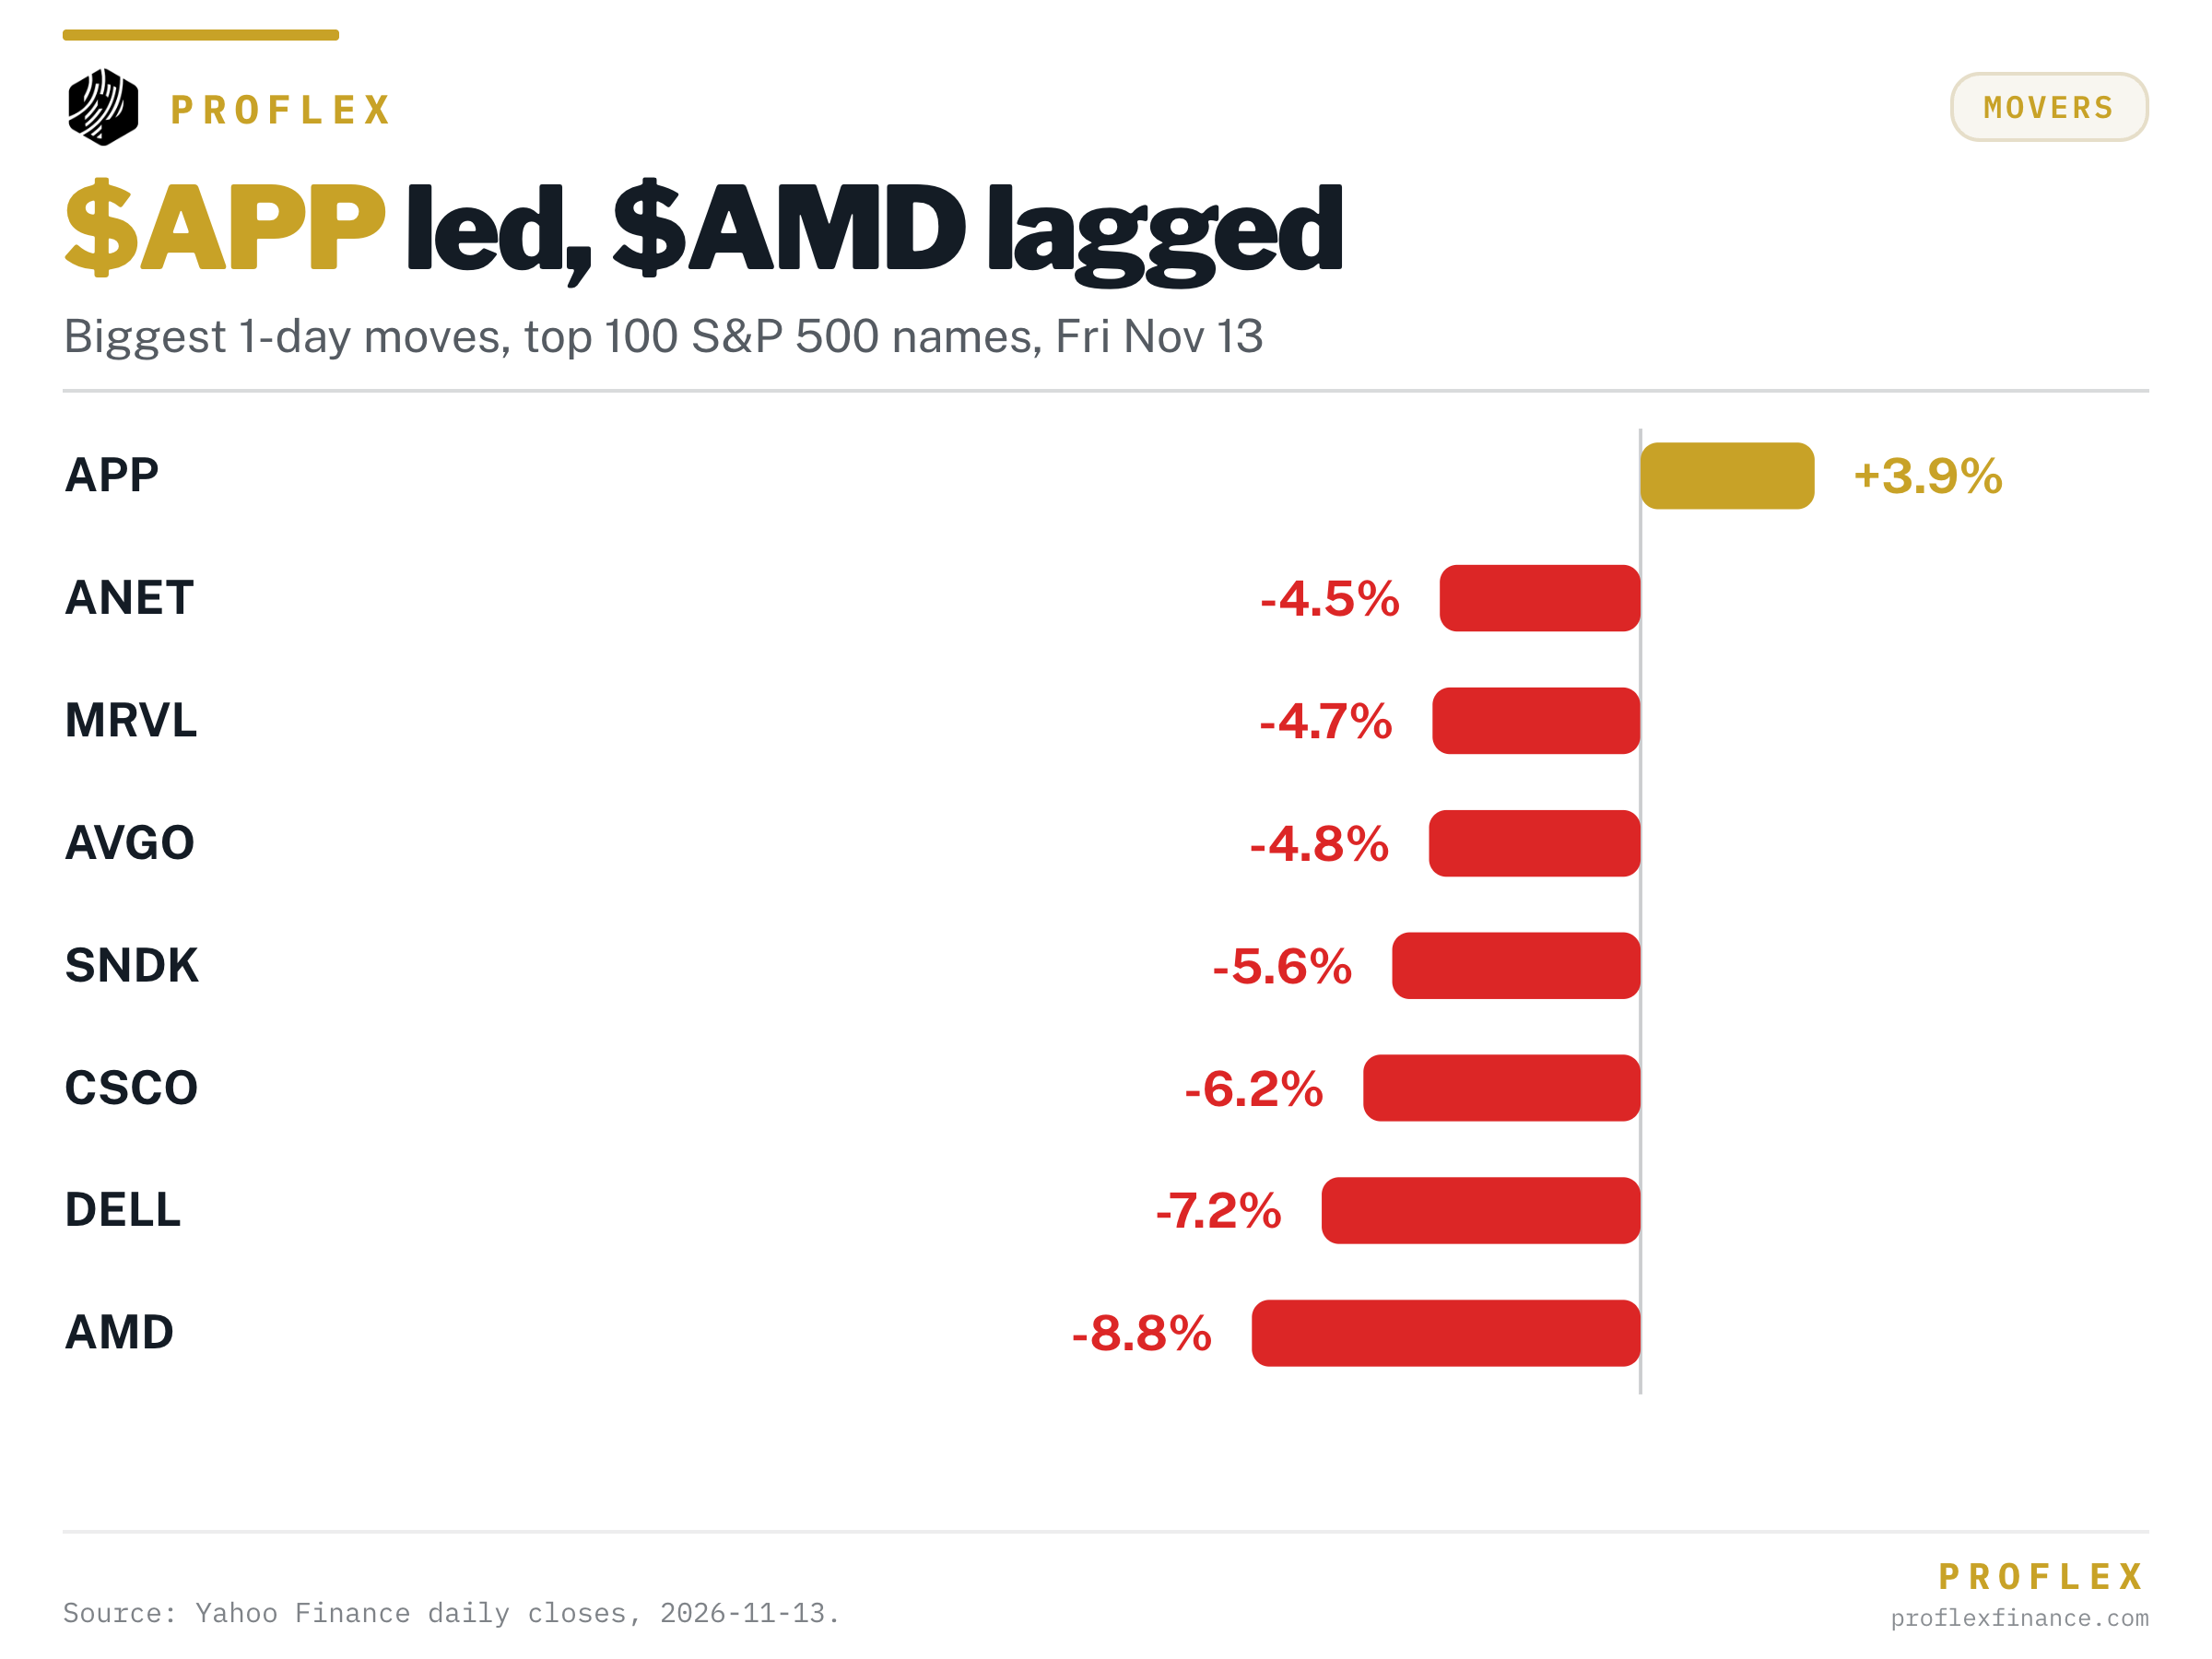 PROFLEX
MOVERS
$APP led, $AMD lagged
Biggest 1-day moves, top 100 S&P 500 names, Fri Nov 13
APP +3.9%
ANET -4.5%
MRVL -4.7%
AVGO -4.8%
SNDK -5.6%
CSCO -6.2%
DELL -7.2%
AMD -8.8%
PROFLEX
Source: Yahoo Finance daily closes, 2026-11-13.
proflexfinance.com